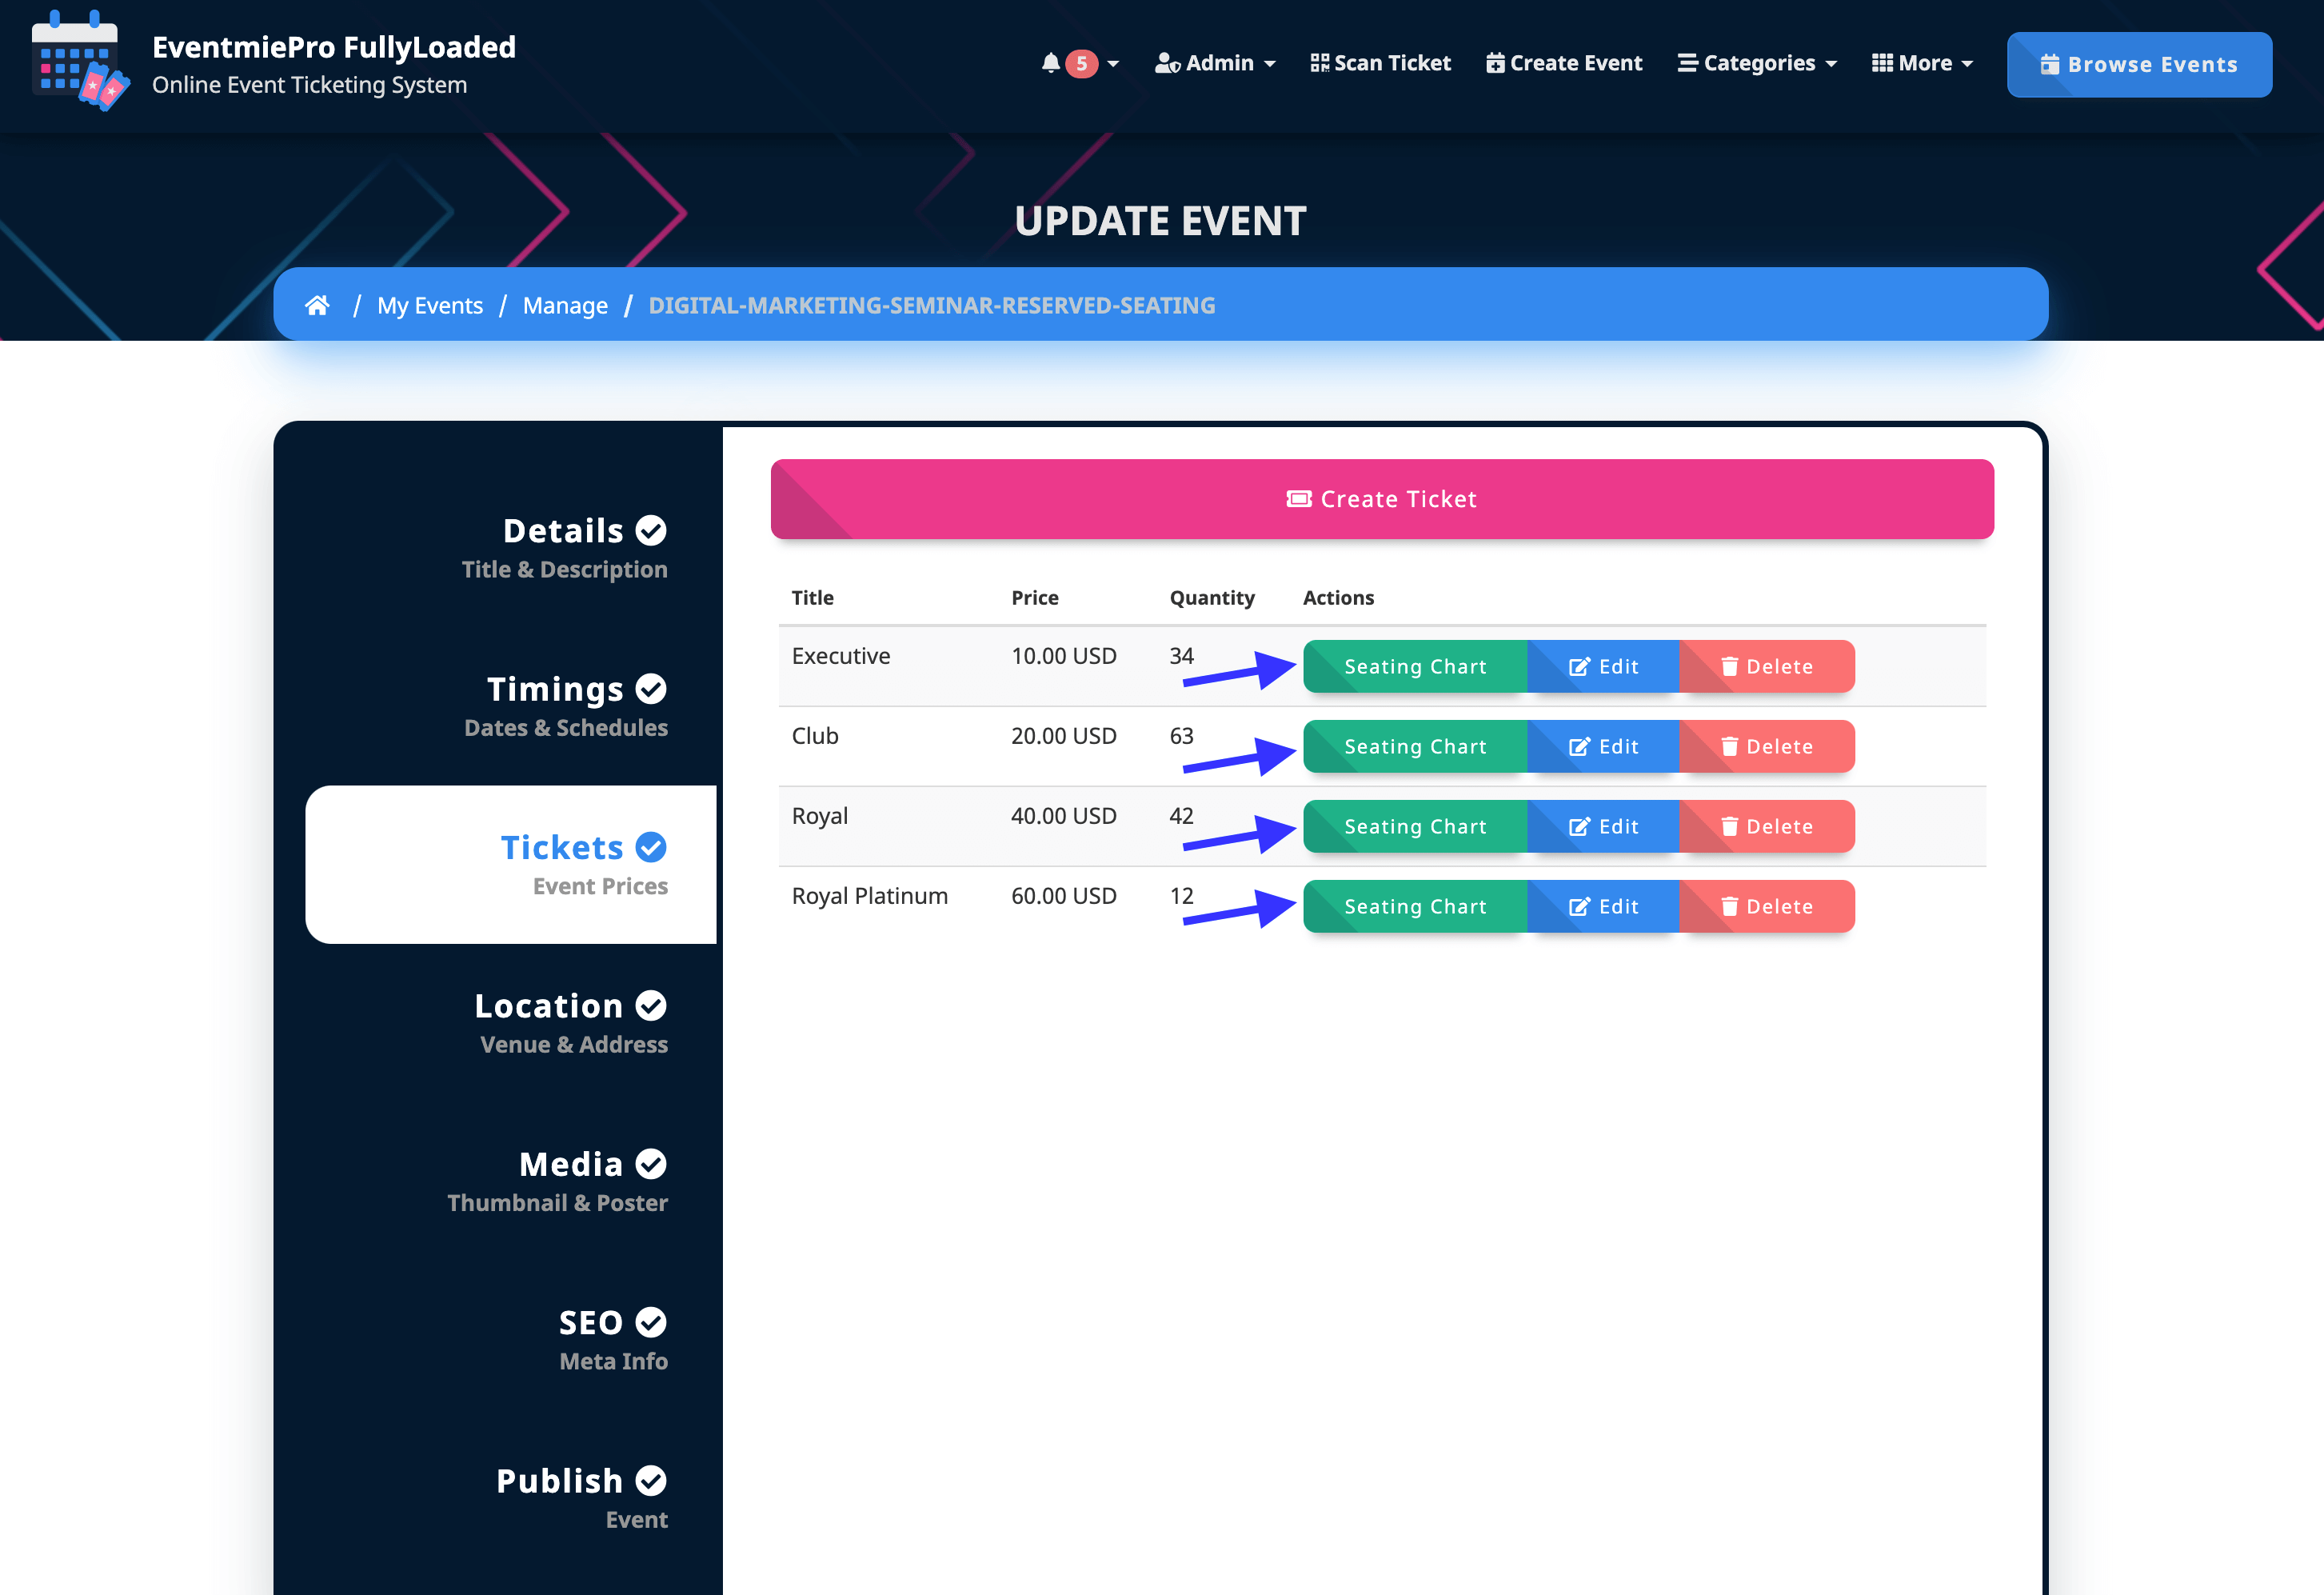 EventmiePro FullyLoaded
Online Event Ticketing System
5 Admin Scan Ticket Create Event Categories More Browse Events
UPDATE EVENT
/ My Events / Manage / DIGITAL-MARKETING-SEMINAR-RESERVED-SEATING
Details
Title & Description
Timings
Dates & Schedules
Tickets
Event Prices
Location
Venue & Address
Media
Thumbnail & Poster
SEO
Meta Info
Publish
Event
Create Ticket
Title Price Quantity Actions
Executive 10.00 USD 34 Seating Chart Edit Delete
Club 20.00 USD 63 Seating Chart Edit Delete
Royal 40.00 USD 42 Seating Chart Edit Delete
Royal Platinum 60.00 USD 12 Seating Chart Edit Delete